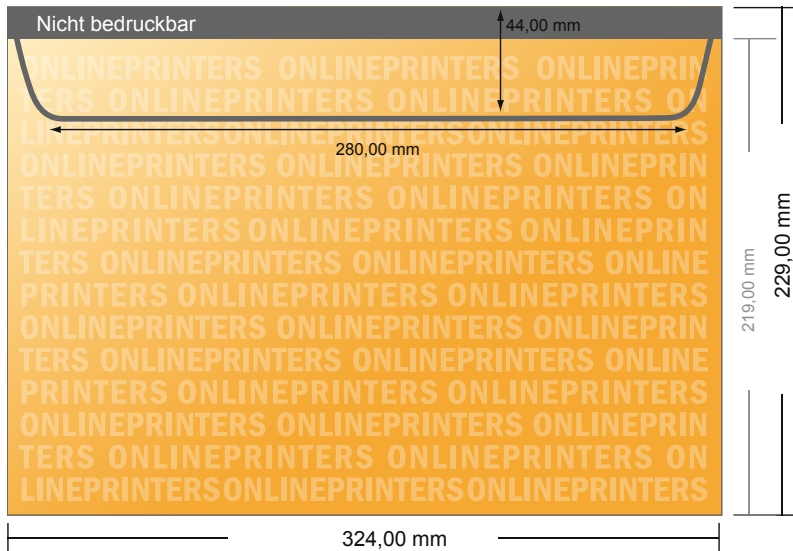 Nicht bedruckbar
44,00 mm
ONLINEPRINTERS ONLINEPRINTERS ONLINEPRIN
TERS ONLINEPRINTERS ONLINEPRINTERS ON
LINEPRINTERS ONLINEPRINTERSONLINEPRINTERS
280,00 mm
ONLINEPRINTERS ONLINEPRINTERS ONLINEPRIN
TERS ONLINEPRINTERS ONLINEPRINTERS ON
LINEPRINTERS ONLINEPRINTERS ONLINEPRIN
TERS ONLINEPRINTERS ONLINEPRINTERS ONLINE
PRINTERS ONLINEPRINTERS ONLINEPRINTERS
ONLINEPRINTERS ONLINEPRINTERS ONLINEPRIN
TERS ONLINEPRINTERS ONLINEPRINTERS ONLINE
PRINTERS ONLINEPRINTERS ONLINEPRINTERS
ONLINEPRINTERS ONLINEPRINTERS ONLINEPRIN
TERS ONLINEPRINTERS ONLINEPRINTERS ON
LINEPRINTERSONLINEPRINTERSONLINEPRINTERS
219,00 mm
229,00 mm
324,00 mm